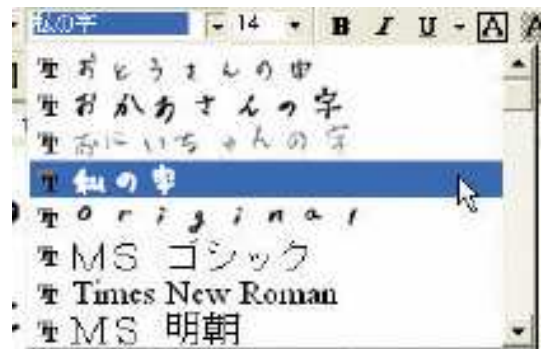 私の字 14 B I U A
おとうさんの字
おかあさんの字
おにいちゃんの字
私の字
original
MS ゴシック
Times New Roman
MS 明朝